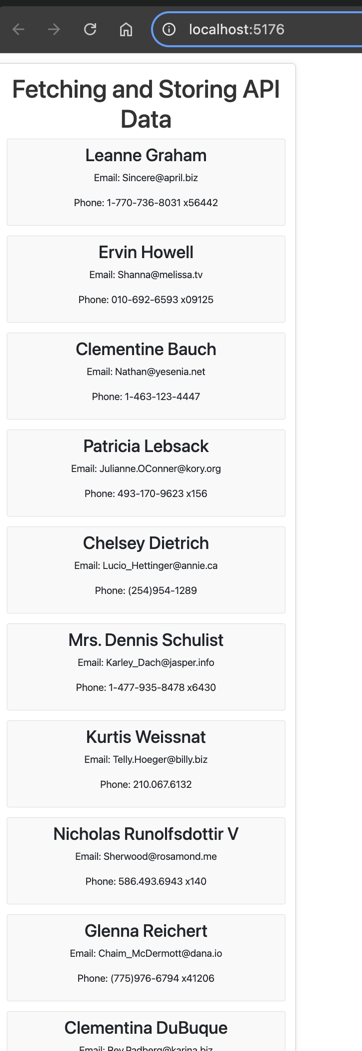 localhost:5176
Fetching and Storing API
Data
Leanne Graham
Email: Sincere@april.biz
Phone: 1-770-736-8031 x56442
Ervin Howell
Email: Shanna@melissa.tv
Phone: 010-692-6593 x09125
Clementine Bauch
Email: Nathan@yesenia.net
Phone: 1-463-123-4447
Patricia Lebsack
Email: Julianne.OConner@kory.org
Phone: 493-170-9623 x156
Chelsey Dietrich
Email: Lucio_Hettinger@annie.ca
Phone: (254)954-1289
Mrs. Dennis Schulist
Email: Karley_Dach@jasper.info
Phone: 1-477-935-8478 x6430
Kurtis Weissnat
Email: Telly.Hoeger@billy.biz
Phone: 210.067.6132
Nicholas Runolfsdottir V
Email: Sherwood@rosamond.me
Phone: 586.493.6943 x140
Glenna Reichert
Email: Chaim_McDermott@dana.io
Phone: (775)976-6794 x41206
Clementina DuBuque
Email: Rey.Padberg@karina.biz